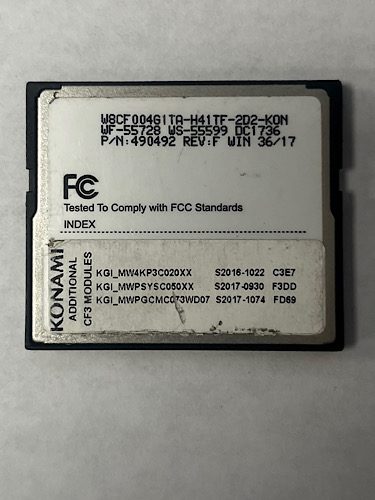 W8CF004G1TA-H41TF-2D2-KON
WF-55728 WS-55599 DC1736
P/N:490492 REV:F WIN 36/17
FC
Tested To Comply with FCC Standards
INDEX
KONAMI
ADDITIONAL
CF3 MODULES
KGI_MW4KP3C020XX S2016-1022 C3E7
KGI_MWPSYSC050XX S2017-0930 F3DD
KGI_MWPGCMC073WD07 S2017-1074 FD69